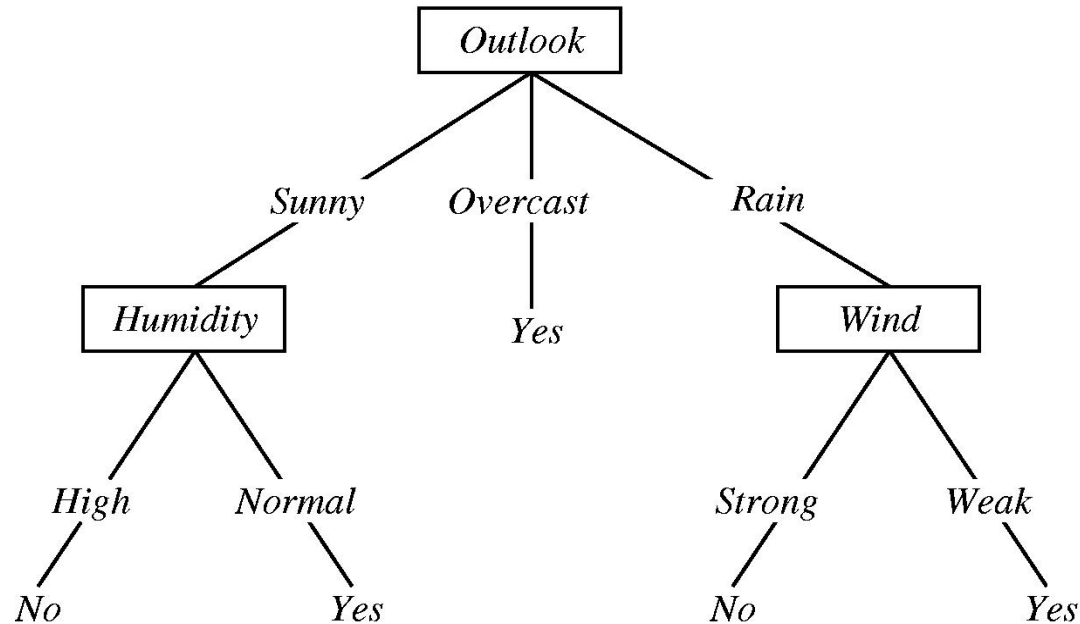 Outlook
Sunny Overcast Rain
Humidity Yes Wind
High Normal Strong Weak
No Yes No Yes